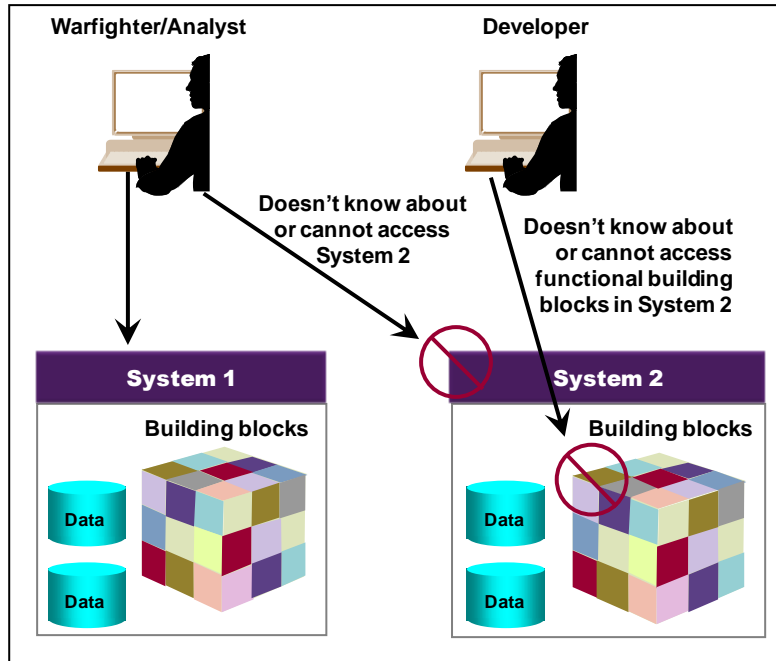 Warfighter/Analyst
Developer
Doesn't know about
or cannot access
System 2
Doesn't know about
or cannot access
functional building
blocks in System 2
System 1
System 2
Building blocks
Data
Data
Building blocks
Data
Data